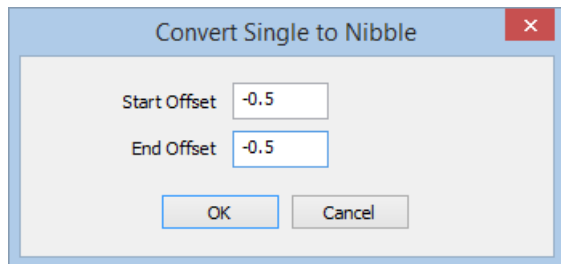 Convert Single to Nibble
Start Offset -0.5
End Offset -0.5
OK Cancel